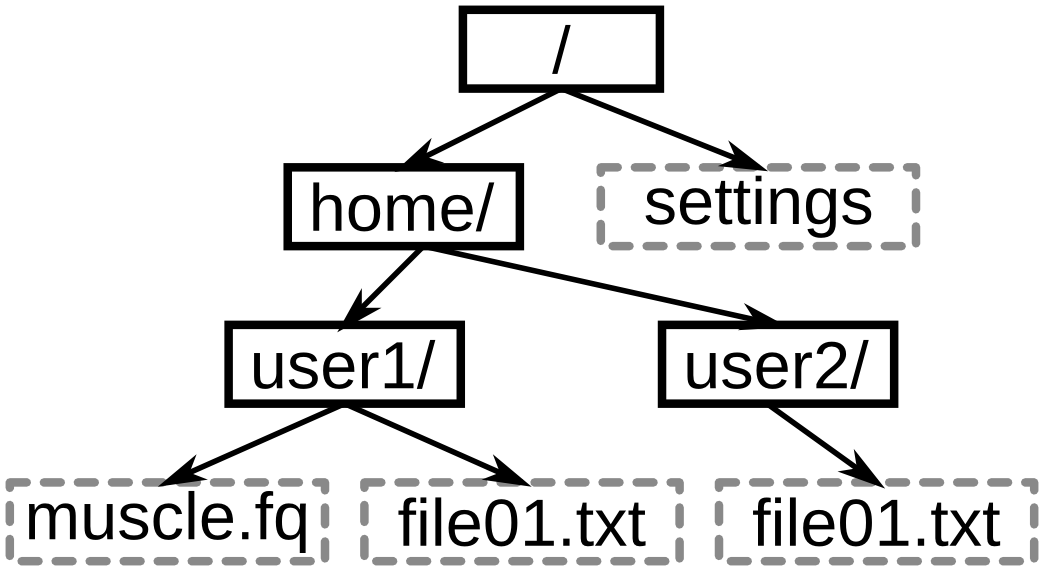 /
home/
settings
user1/
user2/
muscle.fq
file01.txt
file01.txt